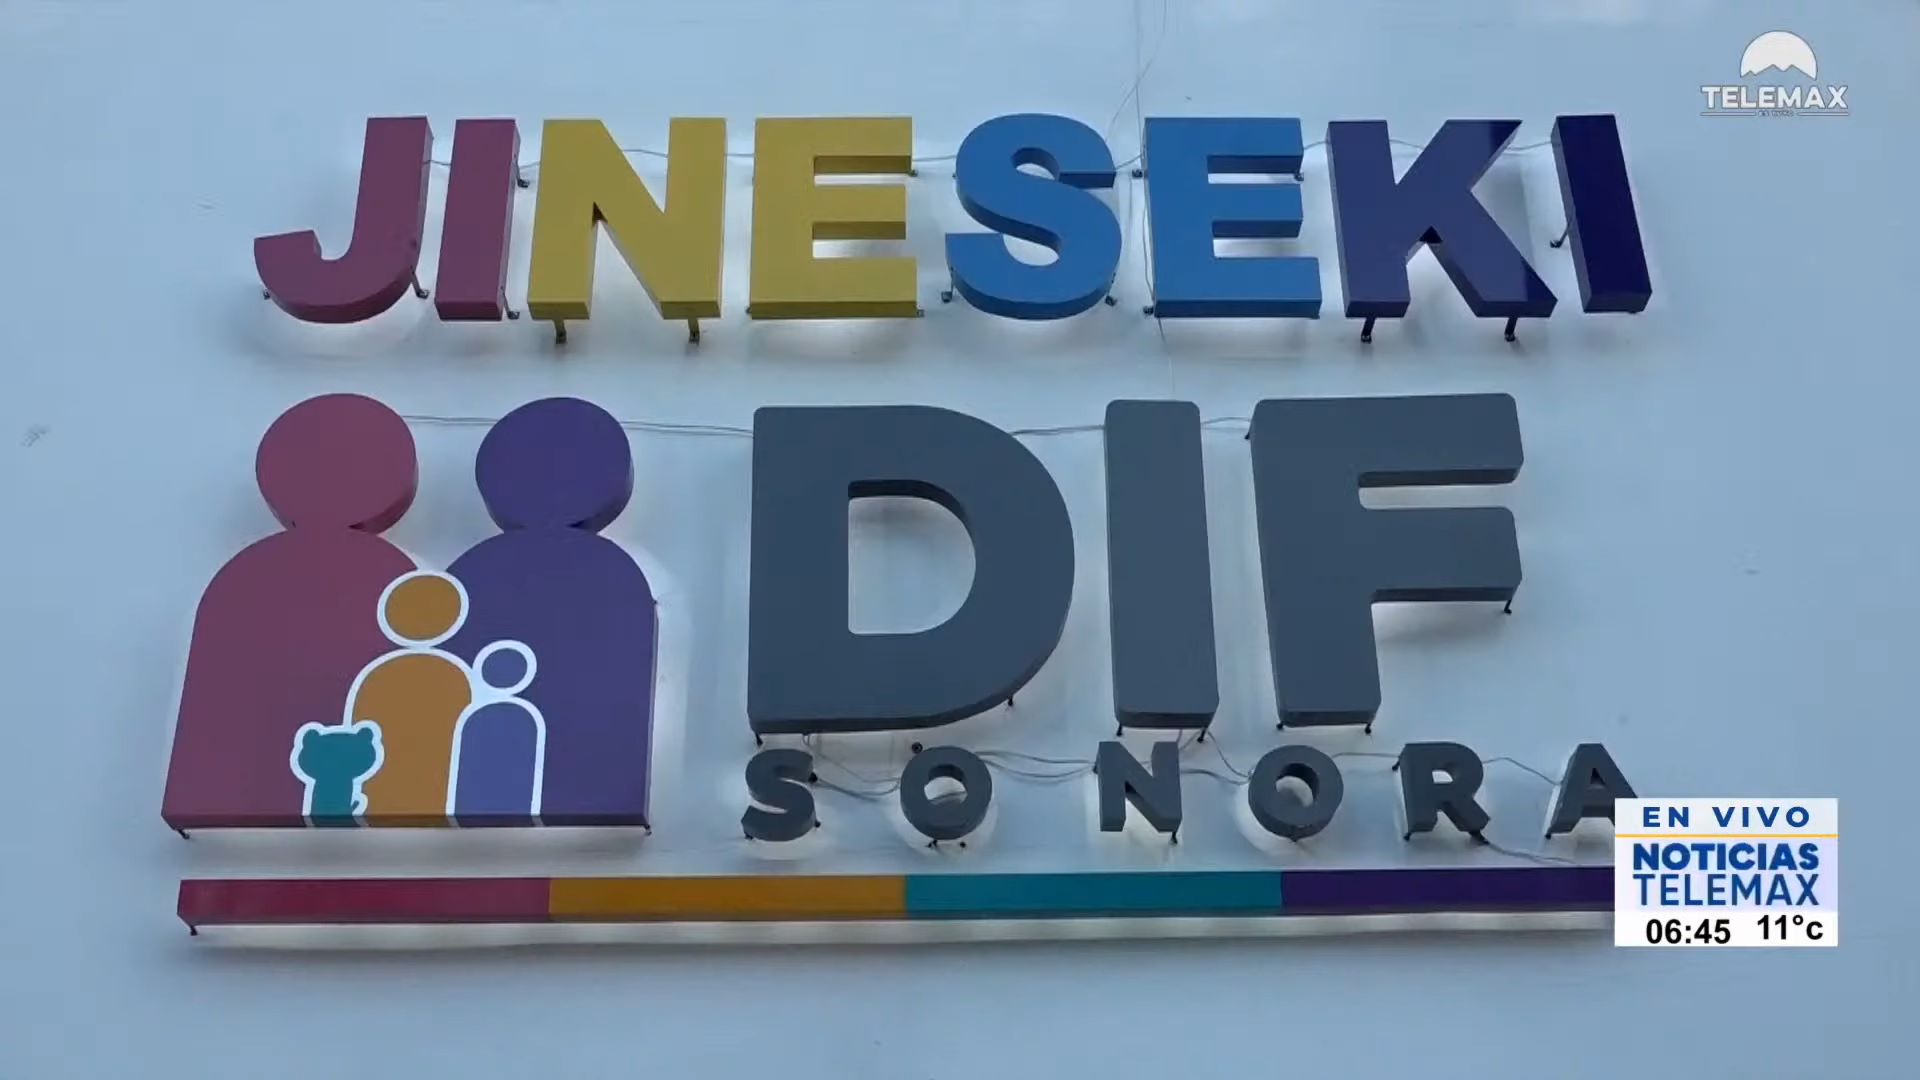 TELEMAX
JINESEKI
DIF
SONORA
EN VIVO
NOTICIAS
TELEMAX
06:45 11°c